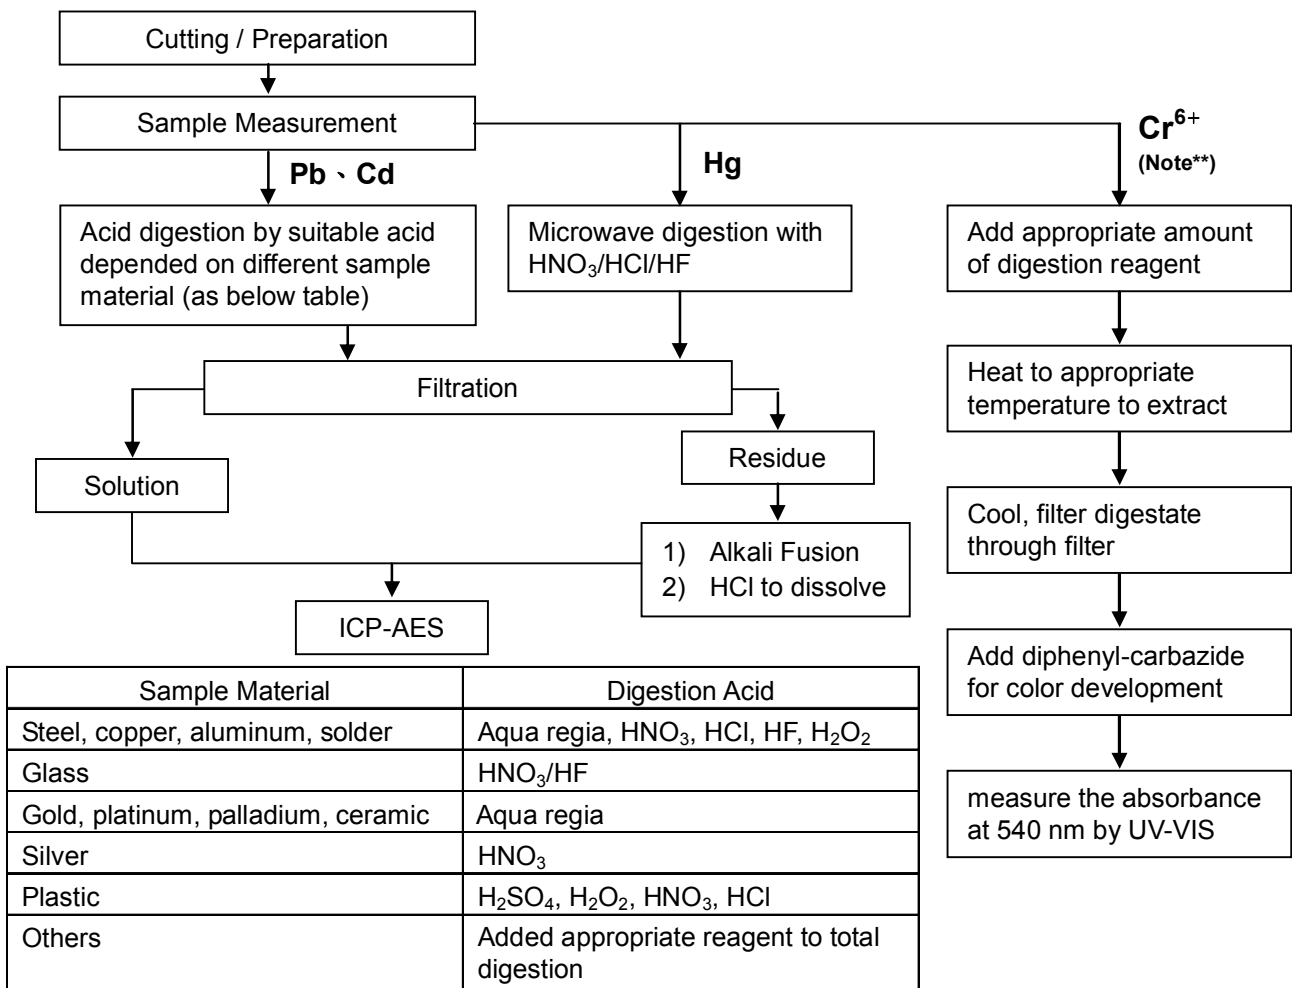 Cutting / Preparation
Sample Measurement
Pb、Cd
Hg
Cr⁶⁺
(Note**)
Acid digestion by suitable acid
depended on different sample
material (as below table)
Microwave digestion with
HNO₃/HCl/HF
Add appropriate amount
of digestion reagent
Filtration
Heat to appropriate
temperature to extract
Solution
Residue
Cool, filter digestate
through filter
1) Alkali Fusion
2) HCl to dissolve
ICP-AES
Add diphenyl-carbazide
for color development
measure the absorbance
at 540 nm by UV-VIS
Sample Material
Digestion Acid
Steel, copper, aluminum, solder
Aqua regia, HNO₃, HCl, HF, H₂O₂
Glass
HNO₃/HF
Gold, platinum, palladium, ceramic
Aqua regia
Silver
HNO₃
Plastic
H₂SO₄, H₂O₂, HNO₃, HCl
Others
Added appropriate reagent to total
digestion